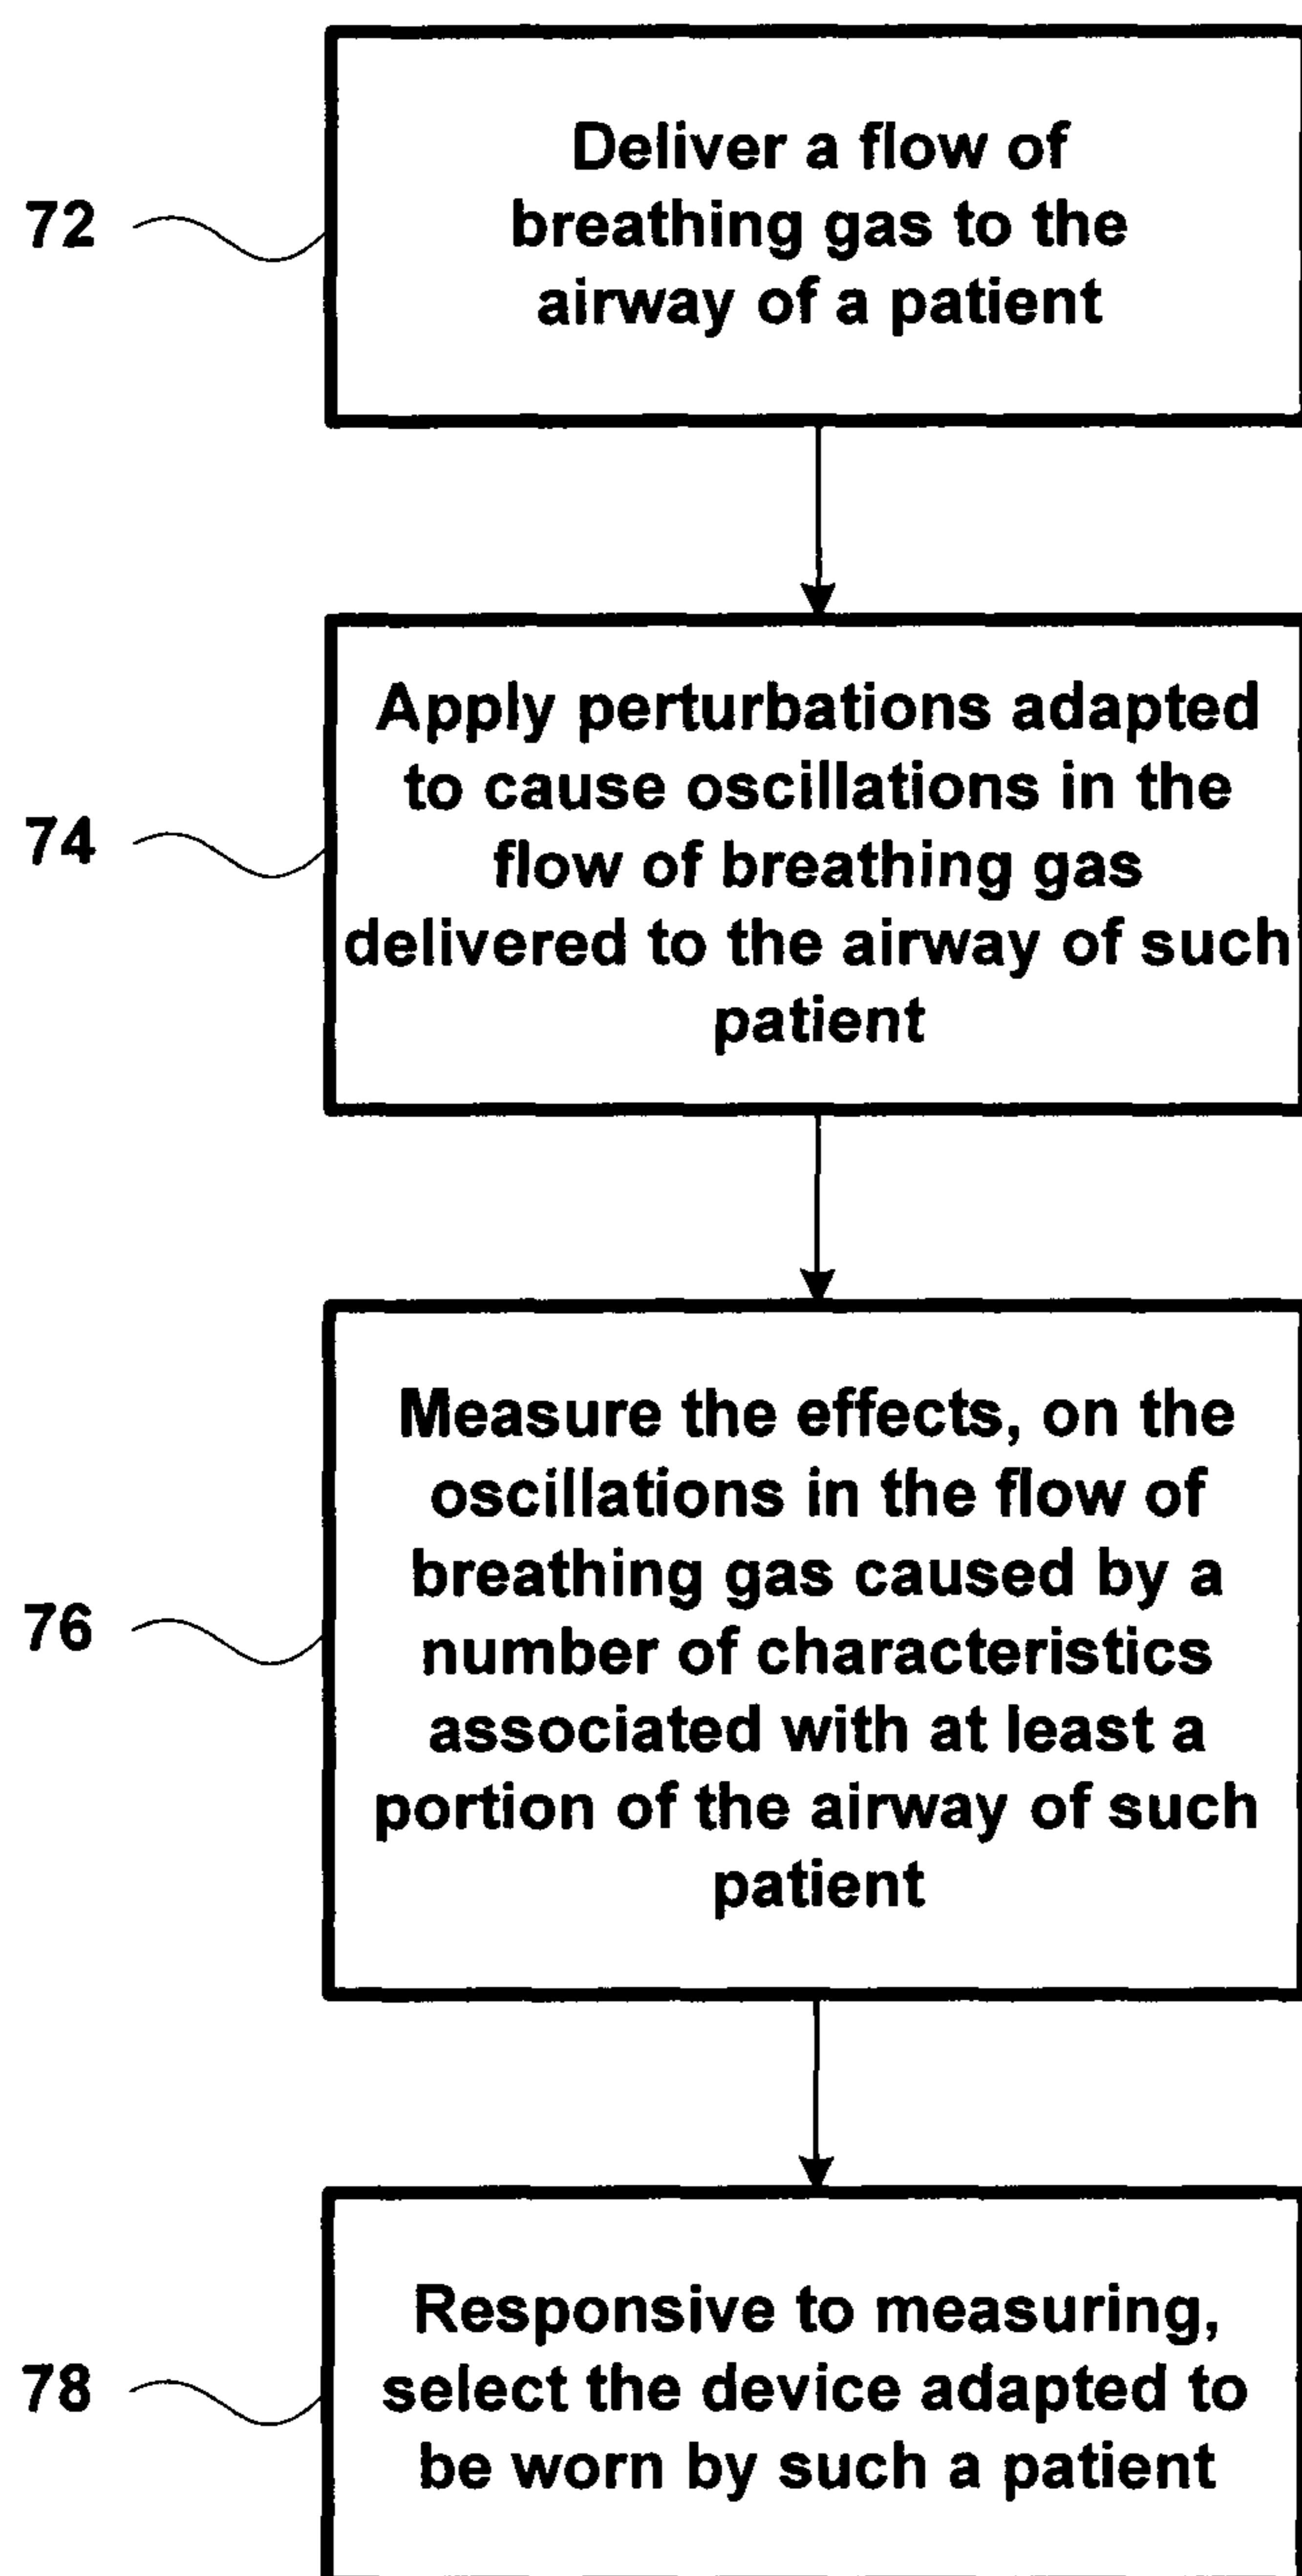 Deliver a flow of
breathing gas to the
airway of a patient
72
Apply perturbations adapted
to cause oscillations in the
flow of breathing gas
delivered to the airway of such
patient
74
Measure the effects, on the
oscillations in the flow of
breathing gas caused by a
number of characteristics
associated with at least a
portion of the airway of such
patient
76
Responsive to measuring,
select the device adapted to
be worn by such a patient
78